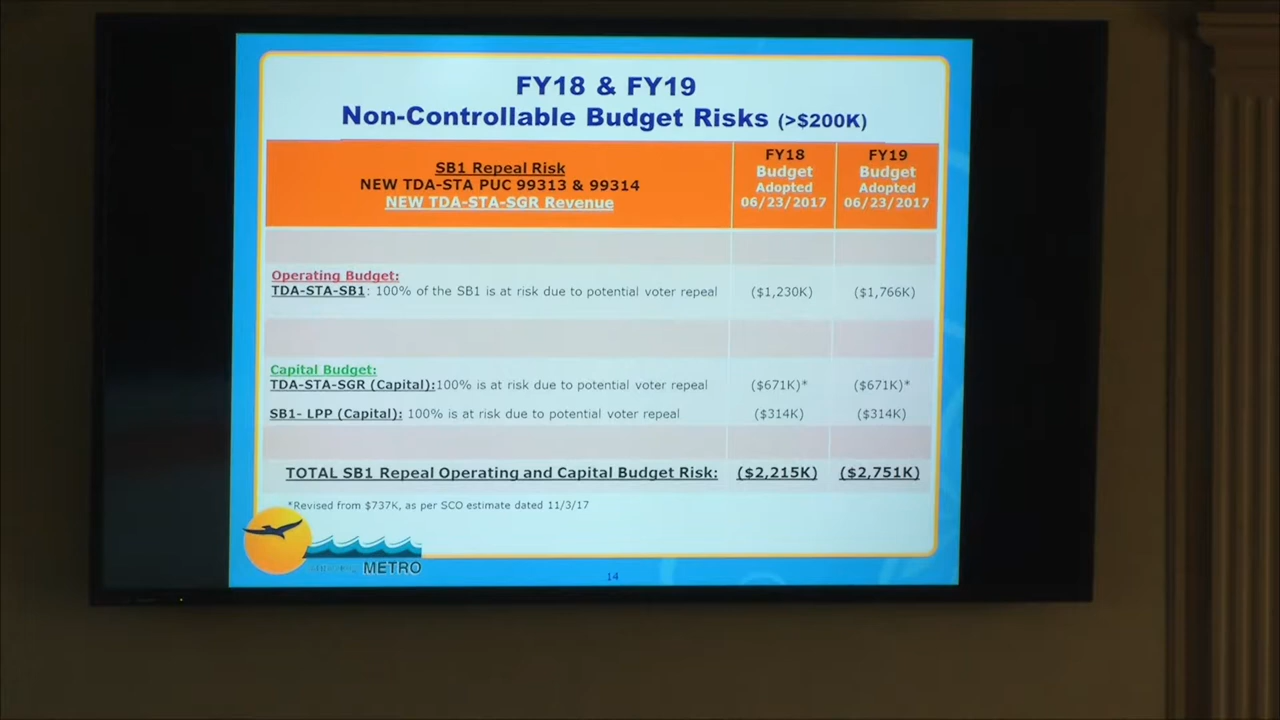 FY18 & FY19
Non-Controllable Budget Risks (>$200K)
SB1 Repeal Risk
NEW TDA-STA PUC 99313 & 99314
NEW TDA-STA-SGR Revenue
FY18
Budget
Adopted
06/23/2017
FY19
Budget
Adopted
06/23/2017
Operating Budget:
TDA-STA-SB1: 100% of the SB1 is at risk due to potential voter repeal ($1,230K) ($1,766K)
Capital Budget:
TDA-STA-SGR (Capital):100% is at risk due to potential voter repeal ($671K)* ($671K)*
SB1- LPP (Capital): 100% is at risk due to potential voter repeal ($314K) ($314K)
TOTAL SB1 Repeal Operating and Capital Budget Risk: ($2,215K) ($2,751K)
*Revised from $737K, as per SCO estimate dated 11/3/17
METRO
14